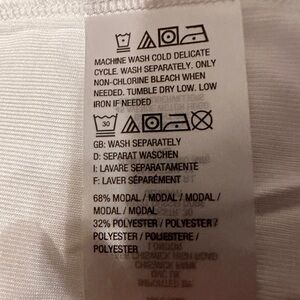 MACHINE WASH COLD DELICATE
CYCLE. WASH SEPARATELY. ONLY
NON-CHLORINE BLEACH WHEN
NEEDED. TUMBLE DRY LOW. LOW
IRON IF NEEDED
30
GB: WASH SEPARATELY
D: SEPARAT WASCHEN
I: LAVARE SEPARATAMENTE
F: LAVER SÉPARÉMENT
68% MODAL / MODAL / MODAL
/ MODAL
32% POLYESTER / POLYESTER /
POLYESTER / POLIESTERE /
POLYESTER